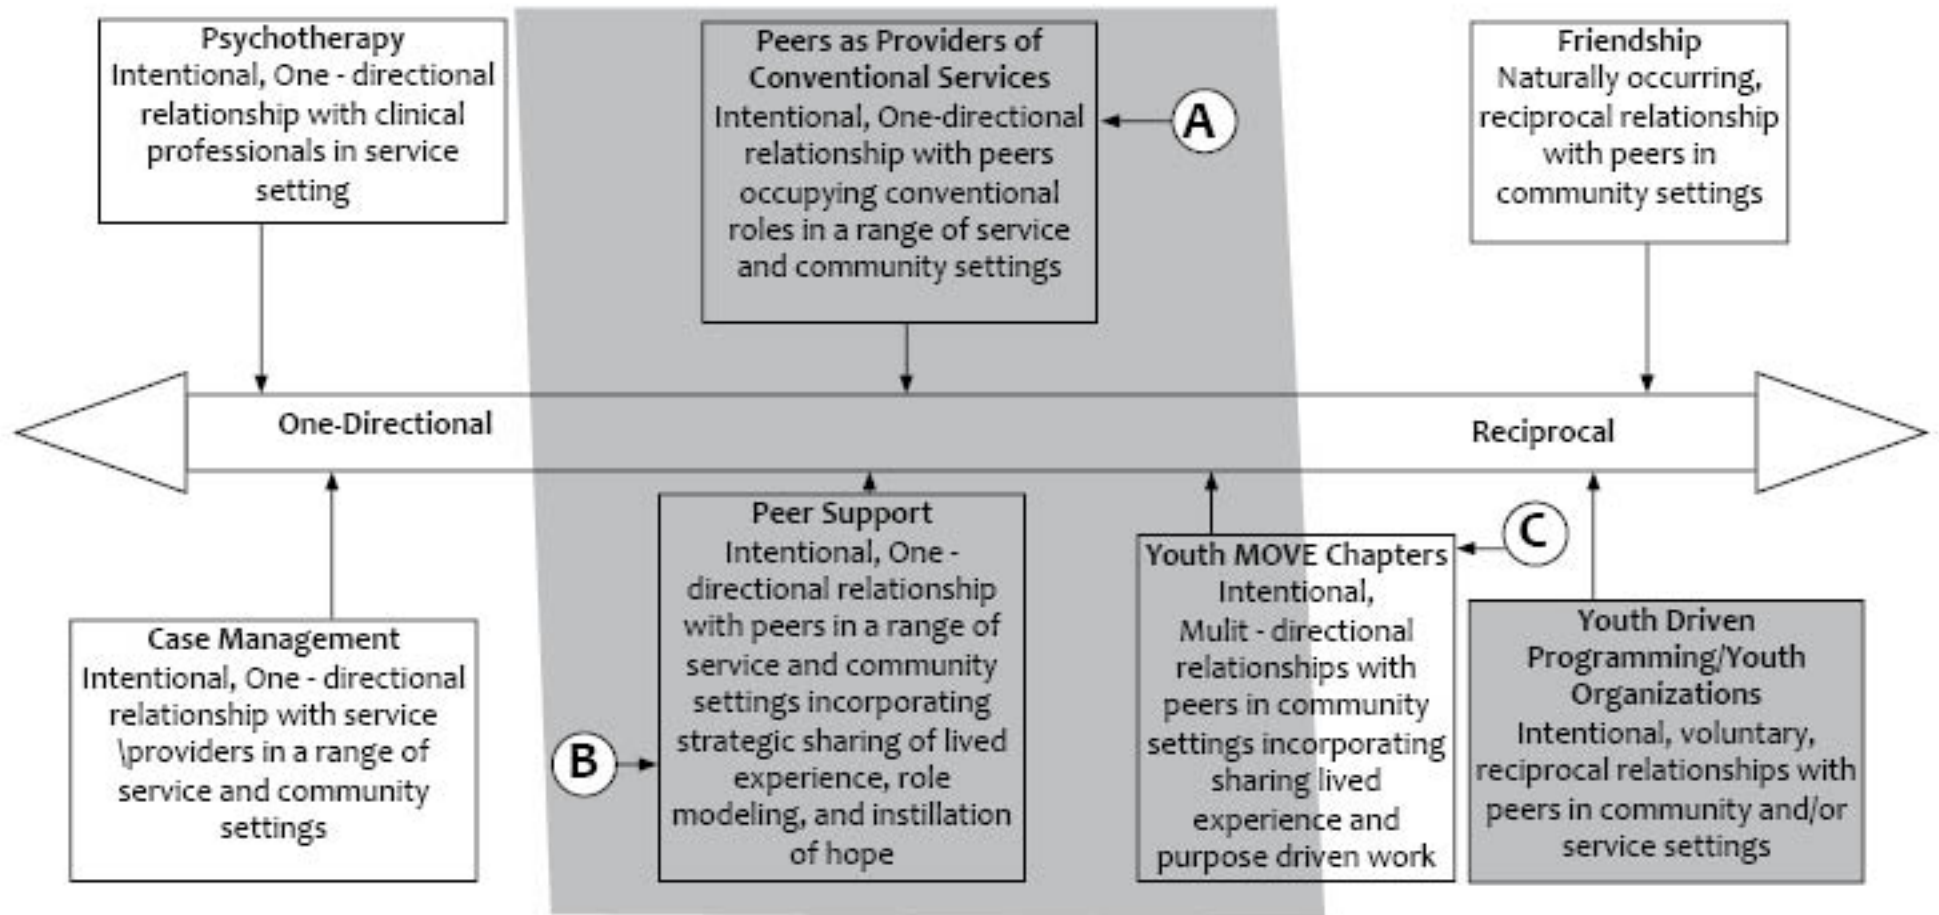 Psychotherapy
Intentional, One - directional
relationship with clinical
professionals in service
setting
Peers as Providers of
Conventional Services
Intentional, One-directional
relationship with peers
occupying conventional
roles in a range of service
and community settings
A
Friendship
Naturally occurring,
reciprocal relationship
with peers in
community settings
One-Directional
Reciprocal
Case Management
Intentional, One - directional
relationship with service
\providers in a range of
service and community
settings
B
Peer Support
Intentional, One -
directional relationship
with peers in a range of
service and community
settings incorporating
strategic sharing of lived
experience, role
modeling, and instillation
of hope
Youth MOVE Chapters
Intentional,
Mulit - directional
relationships with
peers in community
settings incorporating
sharing lived
experience and
purpose driven work
C
Youth Driven
Programming/Youth
Organizations
Intentional, voluntary,
reciprocal relationships with
peers in community and/or
service settings